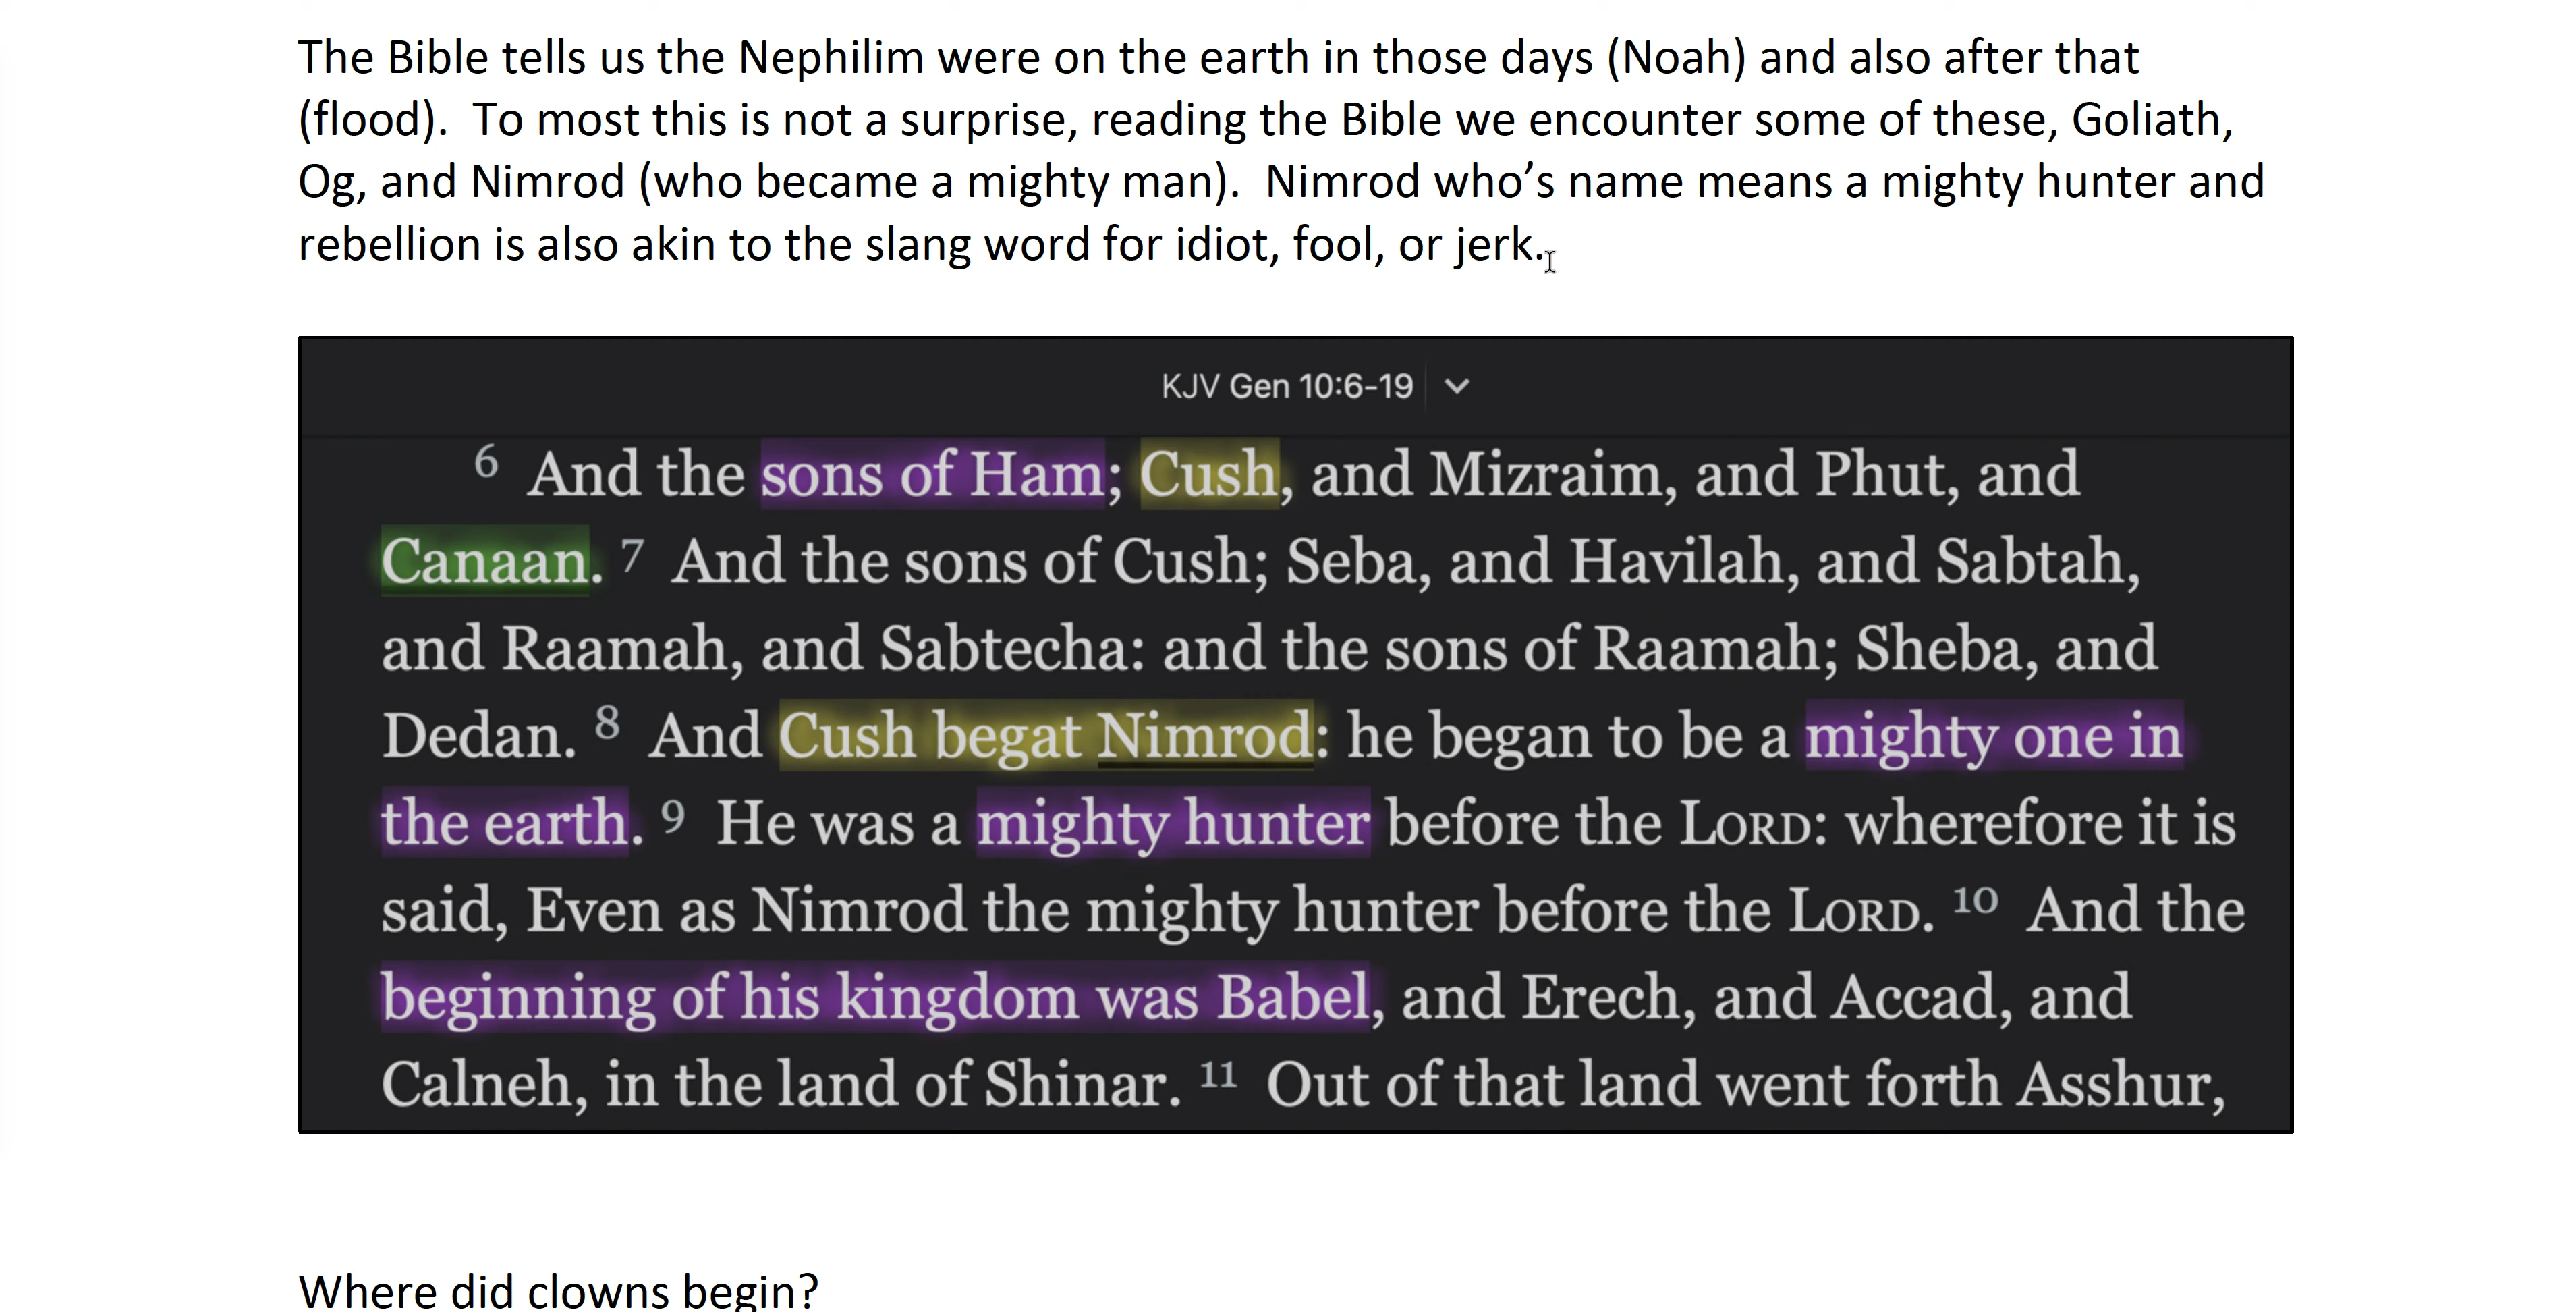 The Bible tells us the Nephilim were on the earth in those days (Noah) and also after that
(flood).  To most this is not a surprise, reading the Bible we encounter some of these, Goliath,
Og, and Nimrod (who became a mighty man).  Nimrod who’s name means a mighty hunter and
rebellion is also akin to the slang word for idiot, fool, or jerk.
KJV Gen 10:6-19
6 And the sons of Ham; Cush, and Mizraim, and Phut, and
Canaan. 7 And the sons of Cush; Seba, and Havilah, and Sabtah,
and Raamah, and Sabtecha: and the sons of Raamah; Sheba, and
Dedan. 8 And Cush begat Nimrod: he began to be a mighty one in
the earth. 9 He was a mighty hunter before the LORD: wherefore it is
said, Even as Nimrod the mighty hunter before the LORD. 10 And the
beginning of his kingdom was Babel, and Erech, and Accad, and
Calneh, in the land of Shinar. 11 Out of that land went forth Asshur,
Where did clowns begin?